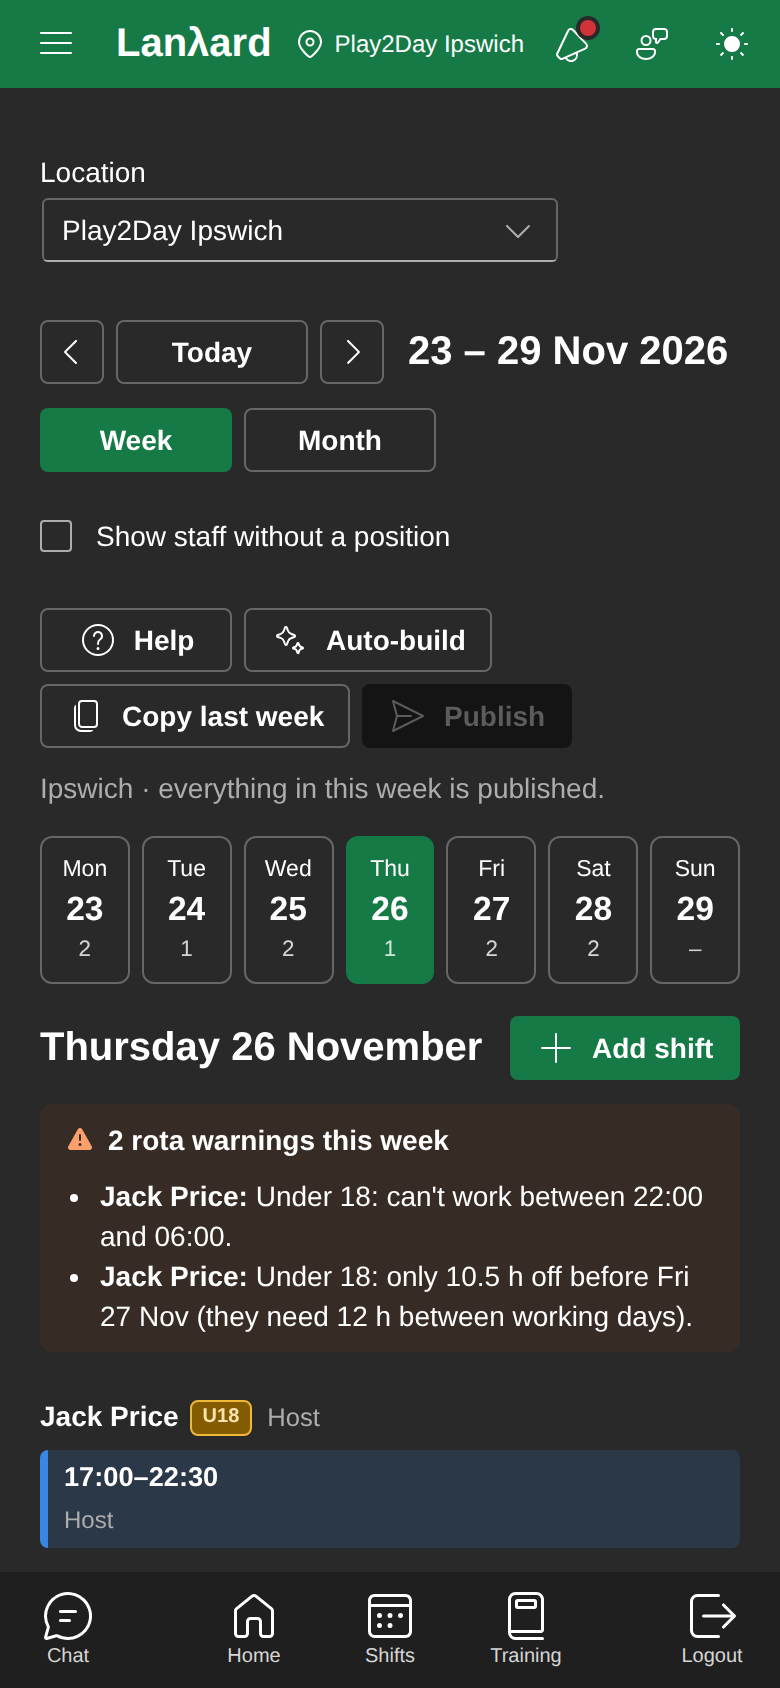 Lanλard Play2Day Ipswich
Location
Play2Day Ipswich
Today 23 – 29 Nov 2026
Week Month
Show staff without a position
Help Auto-build
Copy last week Publish
Ipswich · everything in this week is published.
Mon Tue Wed Thu Fri Sat Sun
23 24 25 26 27 28 29
2 1 2 1 2 2 –
Thursday 26 November Add shift
2 rota warnings this week
• Jack Price: Under 18: can't work between 22:00
and 06:00.
• Jack Price: Under 18: only 10.5 h off before Fri
27 Nov (they need 12 h between working days).
Jack Price U18 Host
17:00–22:30
Host
Chat Home Shifts Training Logout